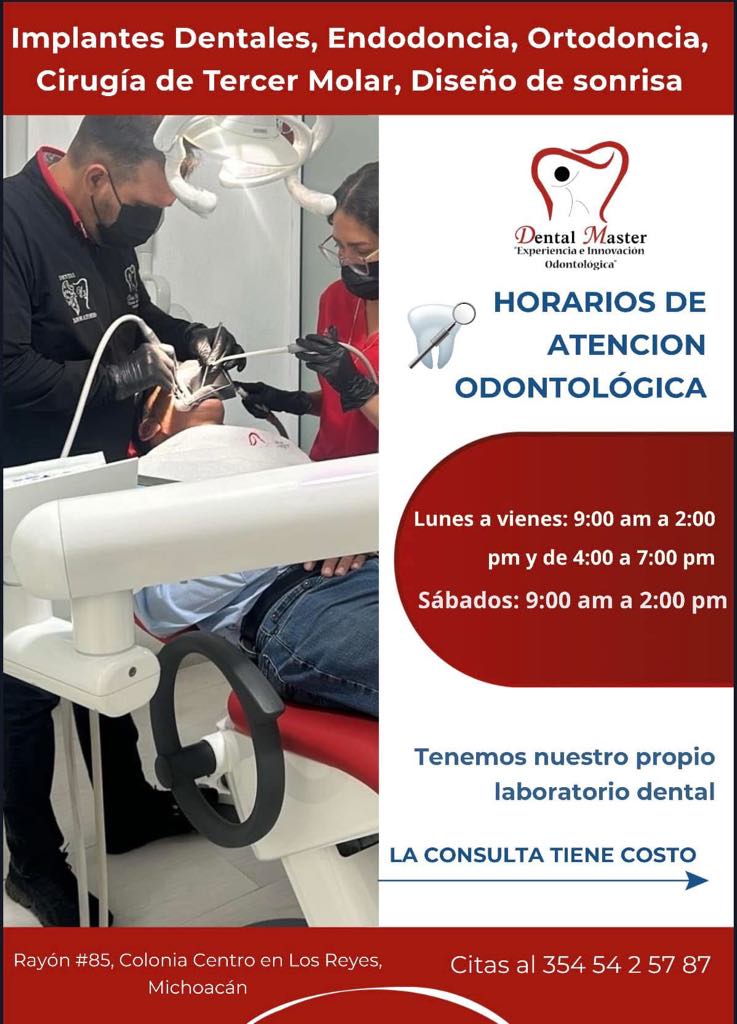 Implantes Dentales, Endodoncia, Ortodoncia,
Cirugía de Tercer Molar, Diseño de sonrisa
Dental Master
"Experiencia e Innovación
Odontológica"
HORARIOS DE
ATENCION
ODONTOLÓGICA
Lunes a vienes: 9:00 am a 2:00
pm y de 4:00 a 7:00 pm
Sábados: 9:00 am a 2:00 pm
Tenemos nuestro propio
laboratorio dental
LA CONSULTA TIENE COSTO
Rayón #85, Colonia Centro en Los Reyes,
Michoacán
Citas al 354 54 2 57 87